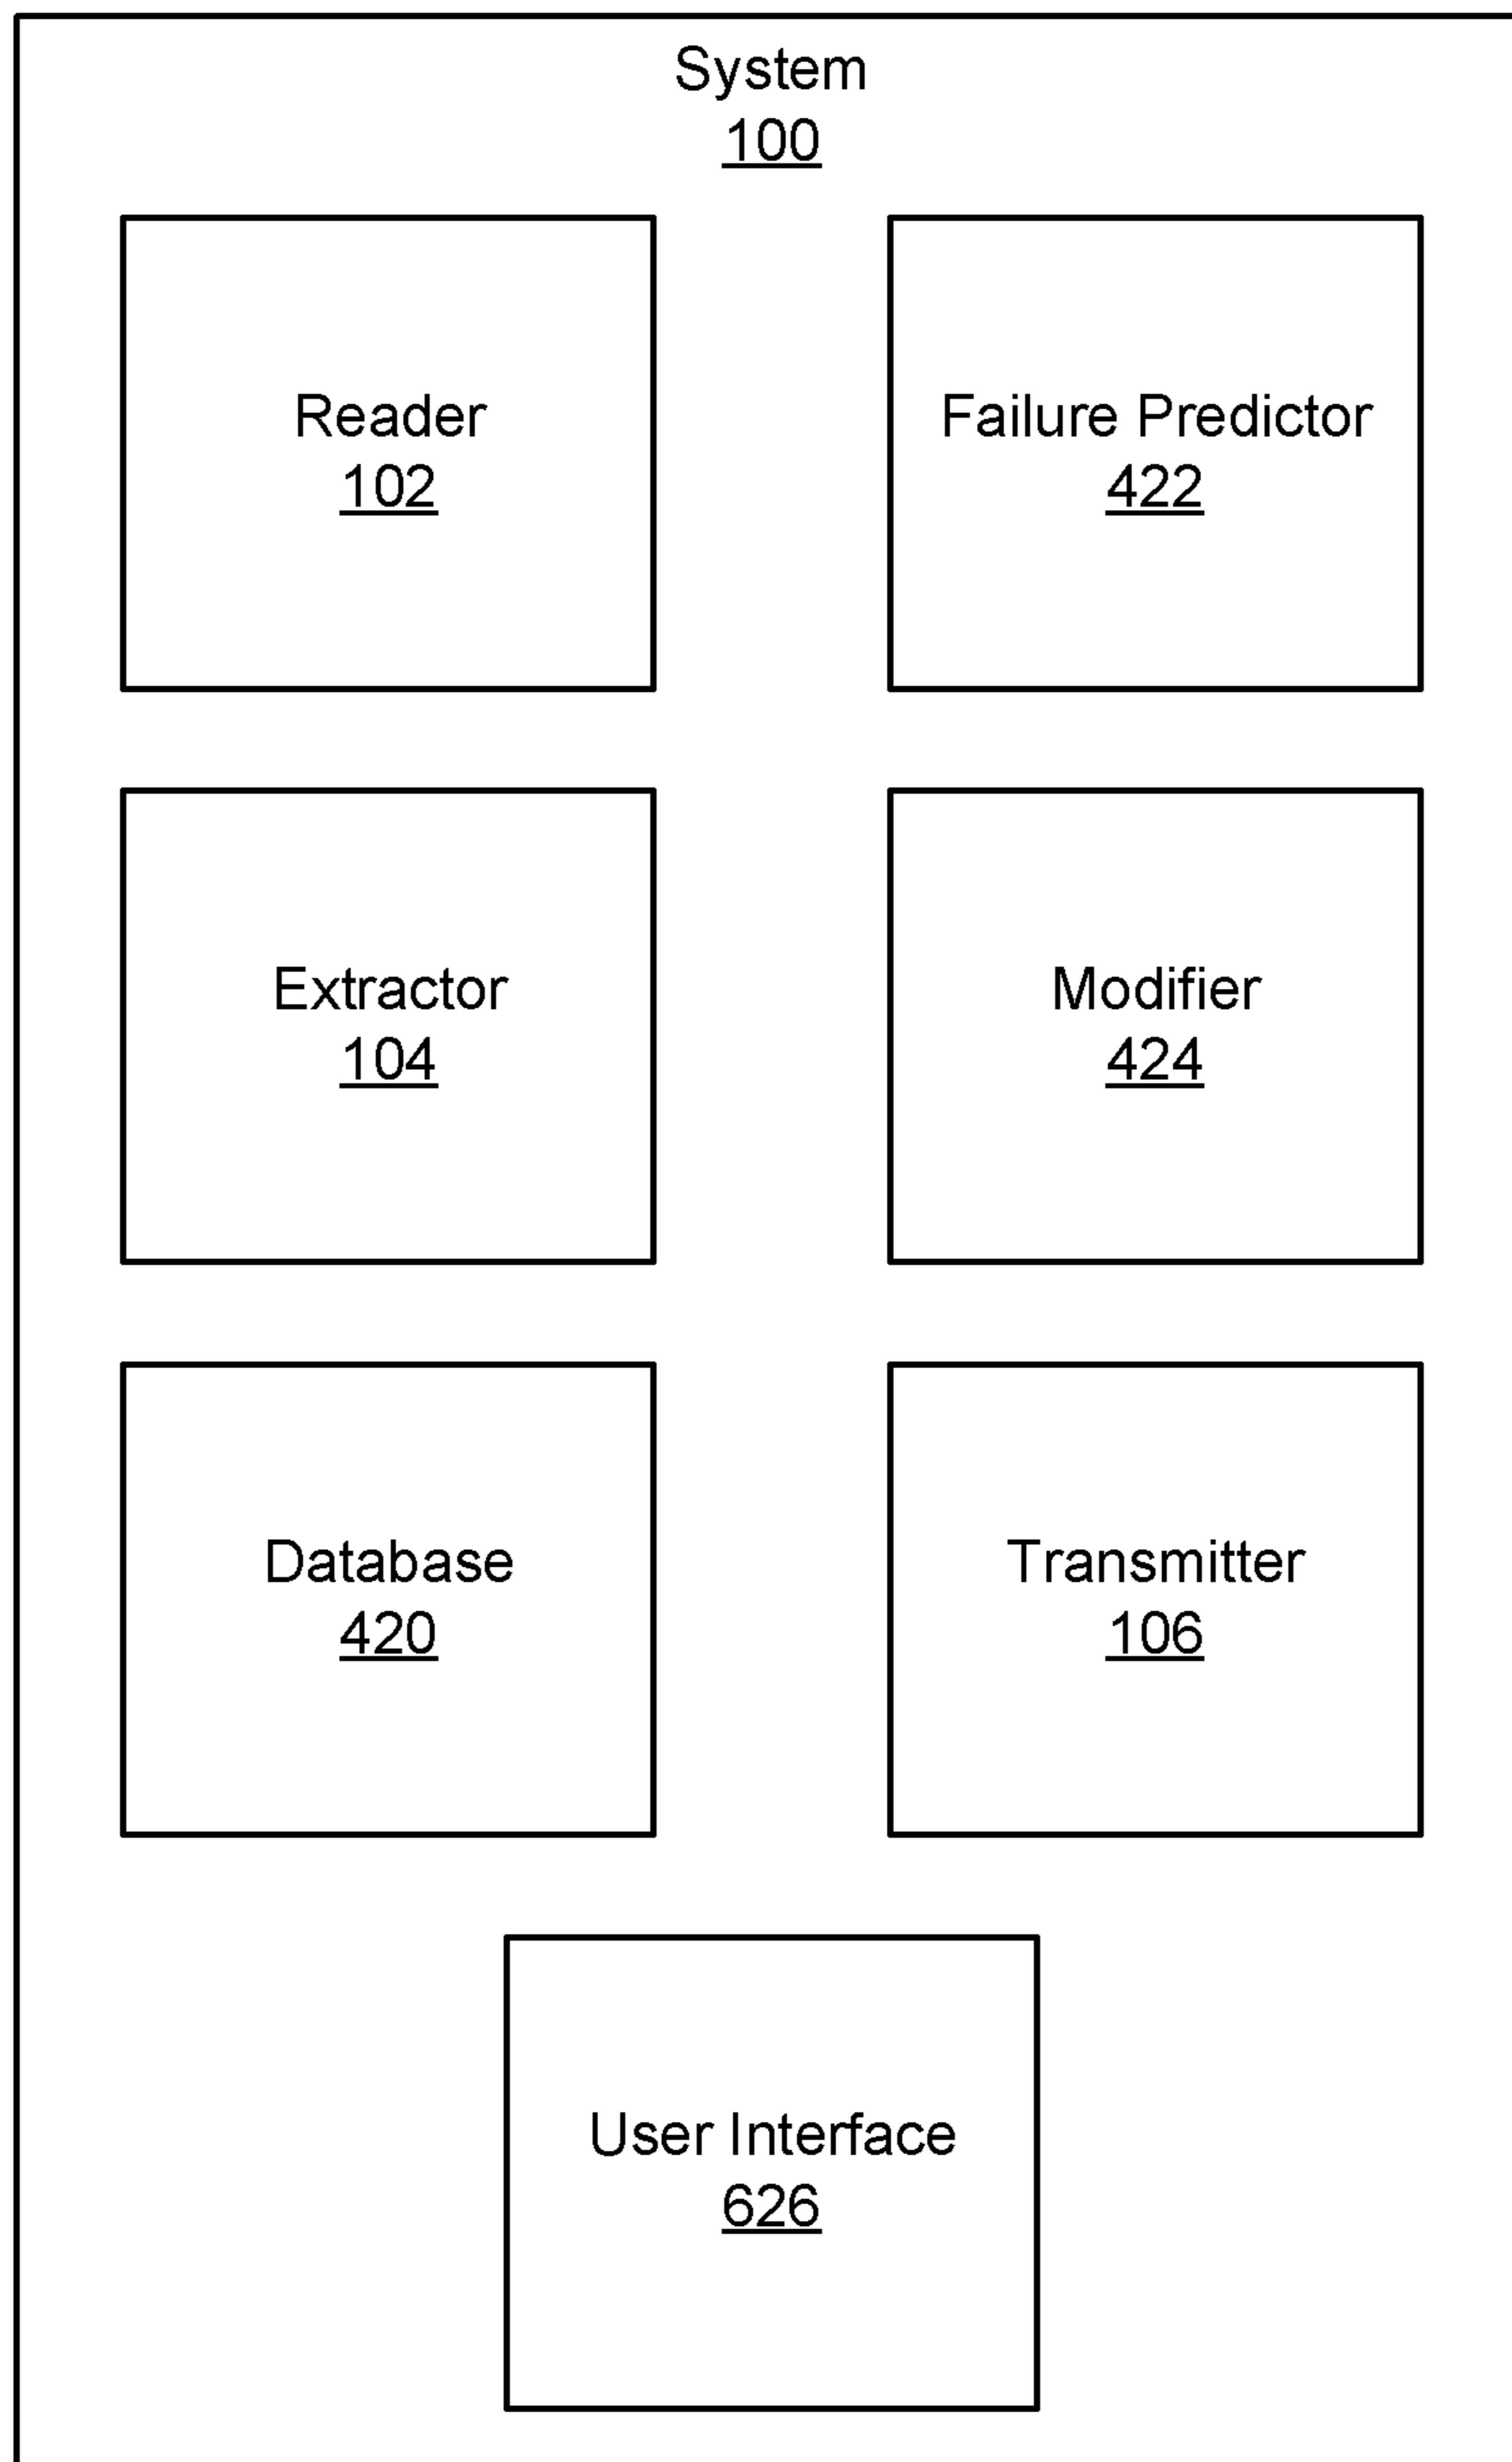 System
100
Reader
102
Failure Predictor
422
Extractor
104
Modifier
424
Database
420
Transmitter
106
User Interface
626